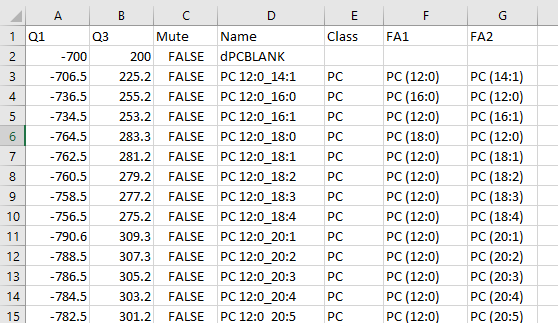 A B C D E F G
1 Q1 Q3 Mute Name Class FA1 FA2
2 -700 200 FALSE dPCBLANK
3 -706.5 225.2 FALSE PC 12:0_14:1 PC PC (12:0) PC (14:1)
4 -736.5 255.2 FALSE PC 12:0_16:0 PC PC (16:0) PC (12:0)
5 -734.5 253.2 FALSE PC 12:0_16:1 PC PC (12:0) PC (16:1)
6 -764.5 283.3 FALSE PC 12:0_18:0 PC PC (18:0) PC (12:0)
7 -762.5 281.2 FALSE PC 12:0_18:1 PC PC (12:0) PC (18:1)
8 -760.5 279.2 FALSE PC 12:0_18:2 PC PC (12:0) PC (18:2)
9 -758.5 277.2 FALSE PC 12:0_18:3 PC PC (12:0) PC (18:3)
10 -756.5 275.2 FALSE PC 12:0_18:4 PC PC (12:0) PC (18:4)
11 -790.6 309.3 FALSE PC 12:0_20:1 PC PC (12:0) PC (20:1)
12 -788.5 307.3 FALSE PC 12:0_20:2 PC PC (12:0) PC (20:2)
13 -786.5 305.2 FALSE PC 12:0_20:3 PC PC (12:0) PC (20:3)
14 -784.5 303.2 FALSE PC 12:0_20:4 PC PC (12:0) PC (20:4)
15 -782.5 301.2 FALSE PC 12:0_20:5 PC PC (12:0) PC (20:5)